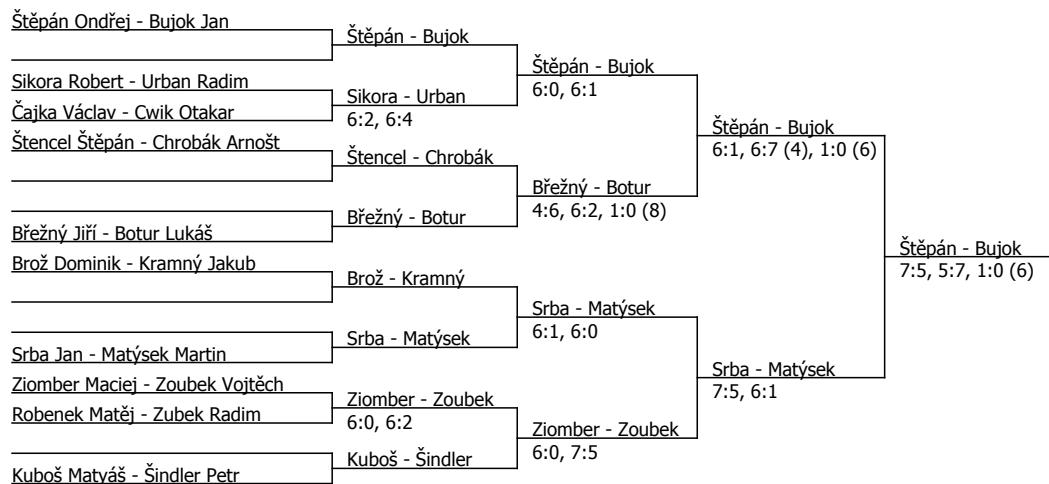 Štěpán Ondřej - Bujok Jan
Štěpán - Bujok
Štěpán - Bujok
6:0, 6:1
Sikora Robert - Urban Radim
Sikora - Urban
6:2, 6:4
Čajka Václav - Cwik Otakar
Štěpán - Bujok
6:1, 6:7 (4), 1:0 (6)
Štencel Štěpán - Chrobák Arnošt
Štencel - Chrobák
Břežný - Botur
4:6, 6:2, 1:0 (8)
Břežný - Botur
Břežný Jiří - Botur Lukáš
Štěpán - Bujok
7:5, 5:7, 1:0 (6)
Brož Dominik - Kramný Jakub
Brož - Kramný
Srba - Matýsek
6:1, 6:0
Srba - Matýsek
Srba Jan - Matýsek Martin
Srba - Matýsek
7:5, 6:1
Ziomber Maciej - Zoubek Vojtěch
Ziomber - Zoubek
6:0, 6:2
Robenek Matěj - Zubek Radim
Ziomber - Zoubek
6:0, 7:5
Kuboš - Šindler
Kuboš Matyáš - Šindler Petr